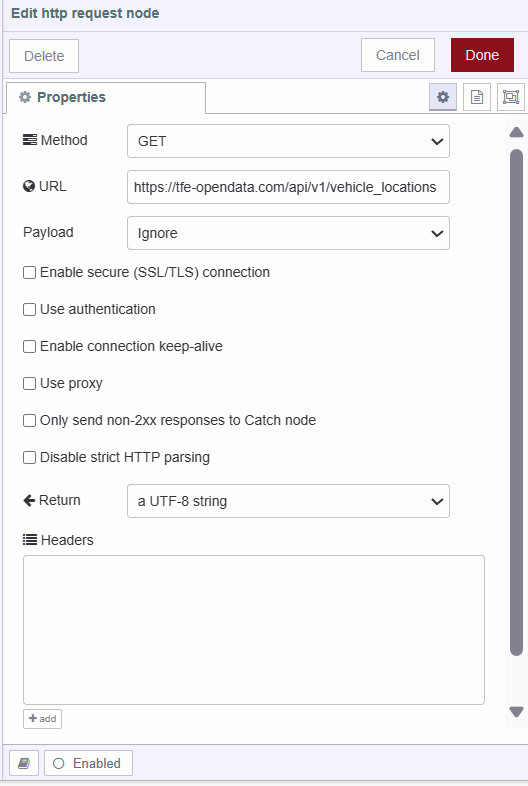 Edit http request node
Delete
Cancel
Done
Properties
Method
GET
URL
https://tfe-opendata.com/api/v1/vehicle_locations
Payload
Ignore
Enable secure (SSL/TLS) connection
Use authentication
Enable connection keep-alive
Use proxy
Only send non-2xx responses to Catch node
Disable strict HTTP parsing
Return
a UTF-8 string
Headers
+ add
Enabled